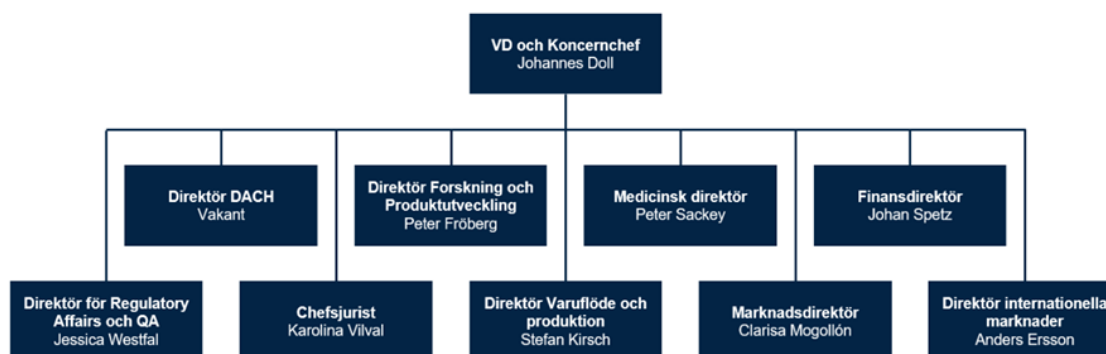 VD och Koncernchef
Johannes Doll
Direktör DACH
Vakant
Direktör Forskning och
Produktutveckling
Peter Fröberg
Medicinsk direktör
Peter Sackey
Finansdirektör
Johan Spetz
Direktör för Regulatory
Affairs och QA
Jessica Westfal
Chefsjurist
Karolina Vilval
Direktör Varuflöde och
produktion
Stefan Kirsch
Marknadsdirektör
Clarisa Mogollón
Direktör internationella
marknader
Anders Ersson